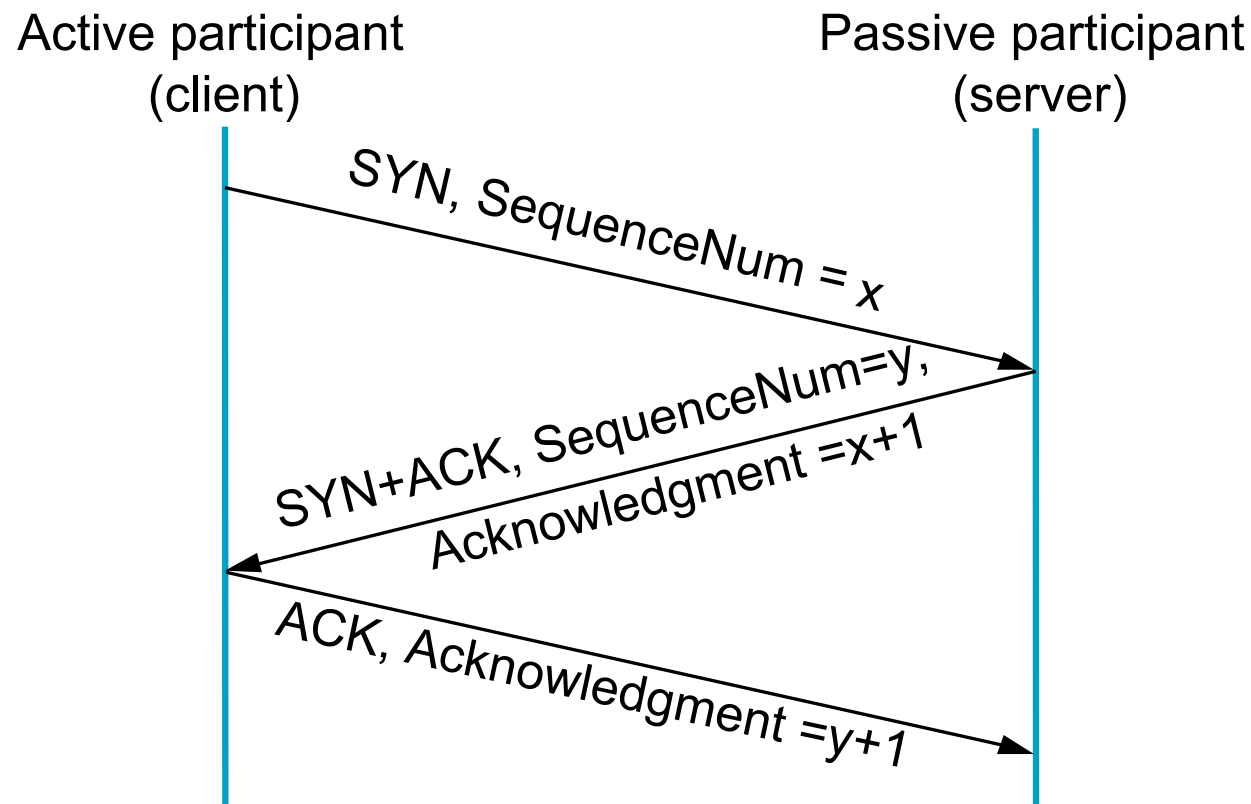 Active participant
(client)
Passive participant
(server)
SYN, SequenceNum = x
SYN+ACK, SequenceNum=y,
Acknowledgment =x+1
ACK, Acknowledgment =y+1